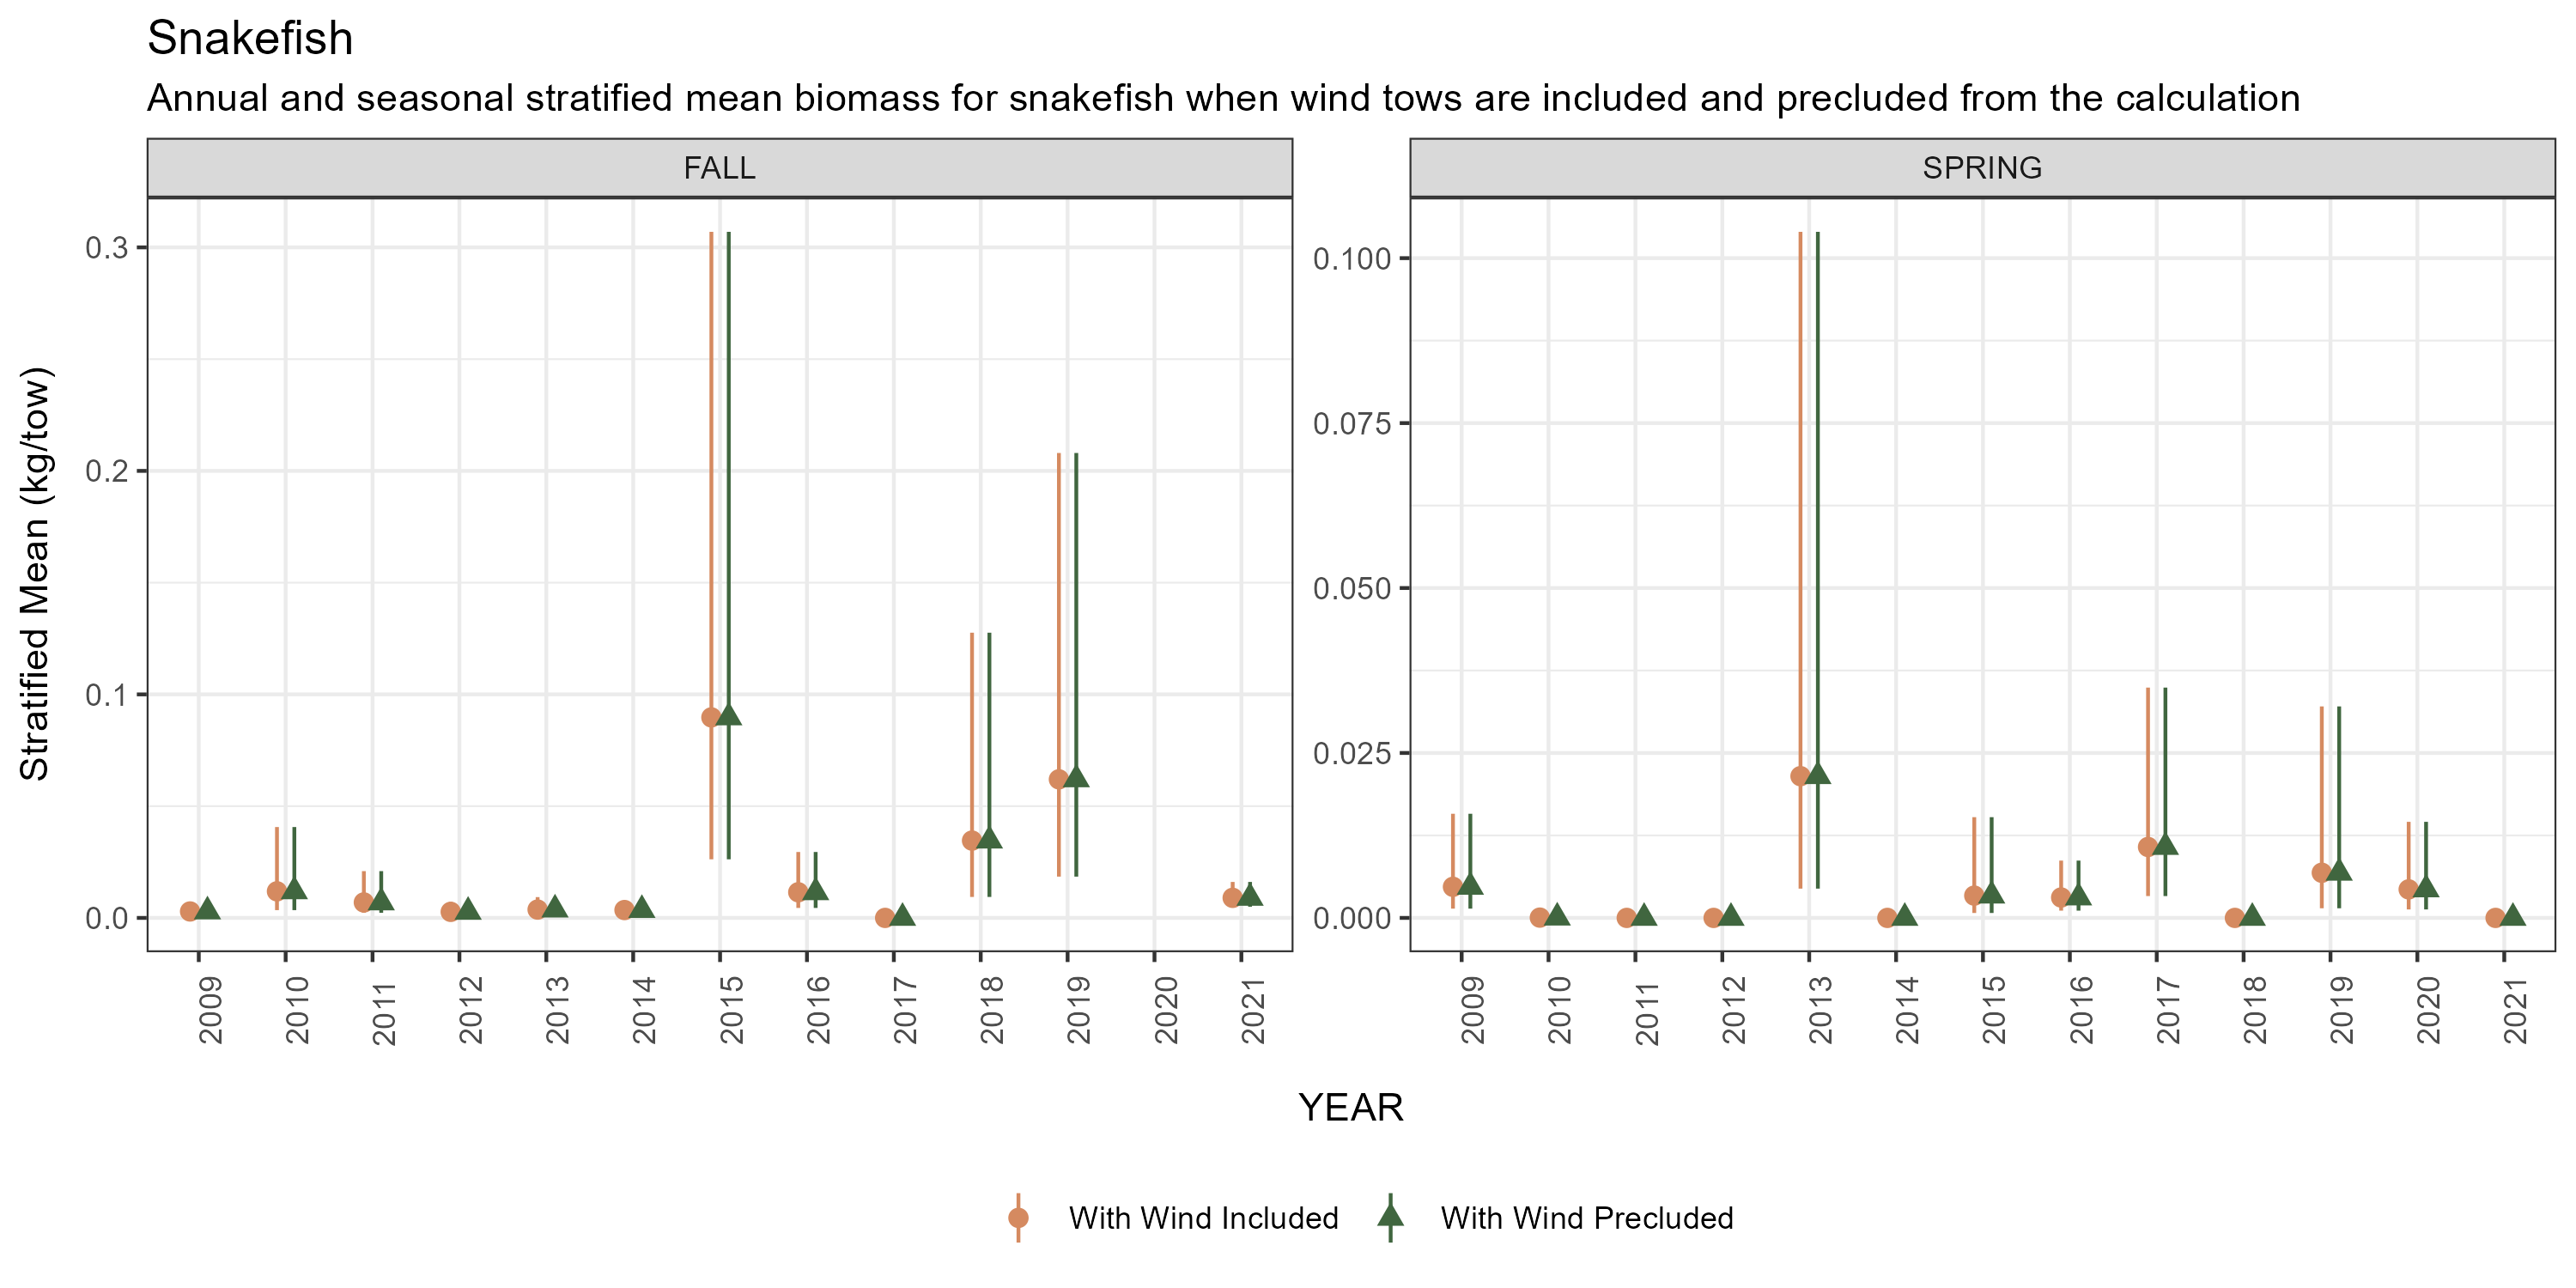 Snakefish
Annual and seasonal stratified mean biomass for snakefish when wind tows are included and precluded from the calculation
FALL
SPRING
Stratified Mean (kg/tow)
0.3
0.2
0.1
0.0
0.100
0.075
0.050
0.025
0.000
2009 2010 2011 2012 2013 2014 2015 2016 2017 2018 2019 2020 2021
2009 2010 2011 2012 2013 2014 2015 2016 2017 2018 2019 2020 2021
YEAR
With Wind Included With Wind Precluded